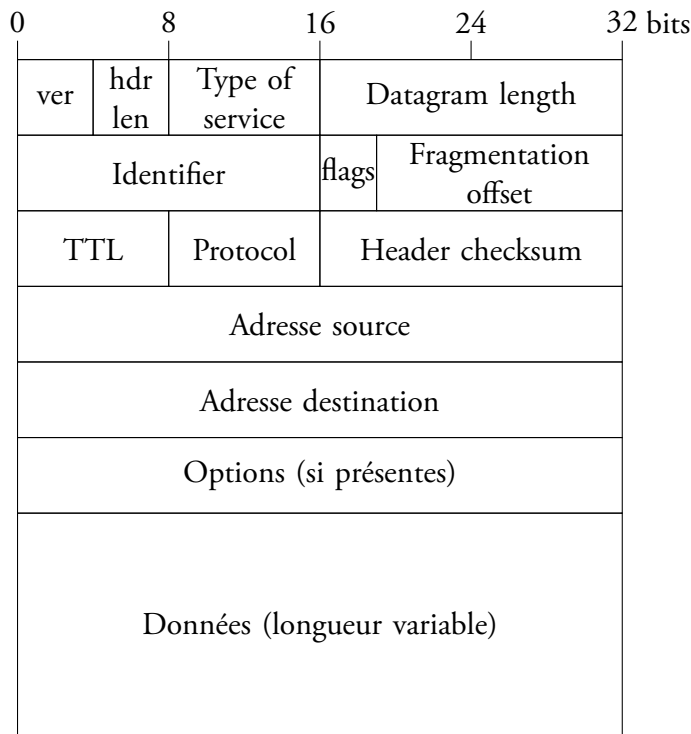 0 8 16 24 32 bits
ver hdr len Type of service Datagram length
Identifier flags Fragmentation offset
TTL Protocol Header checksum
Adresse source
Adresse destination
Options (si présentes)
Données (longueur variable)